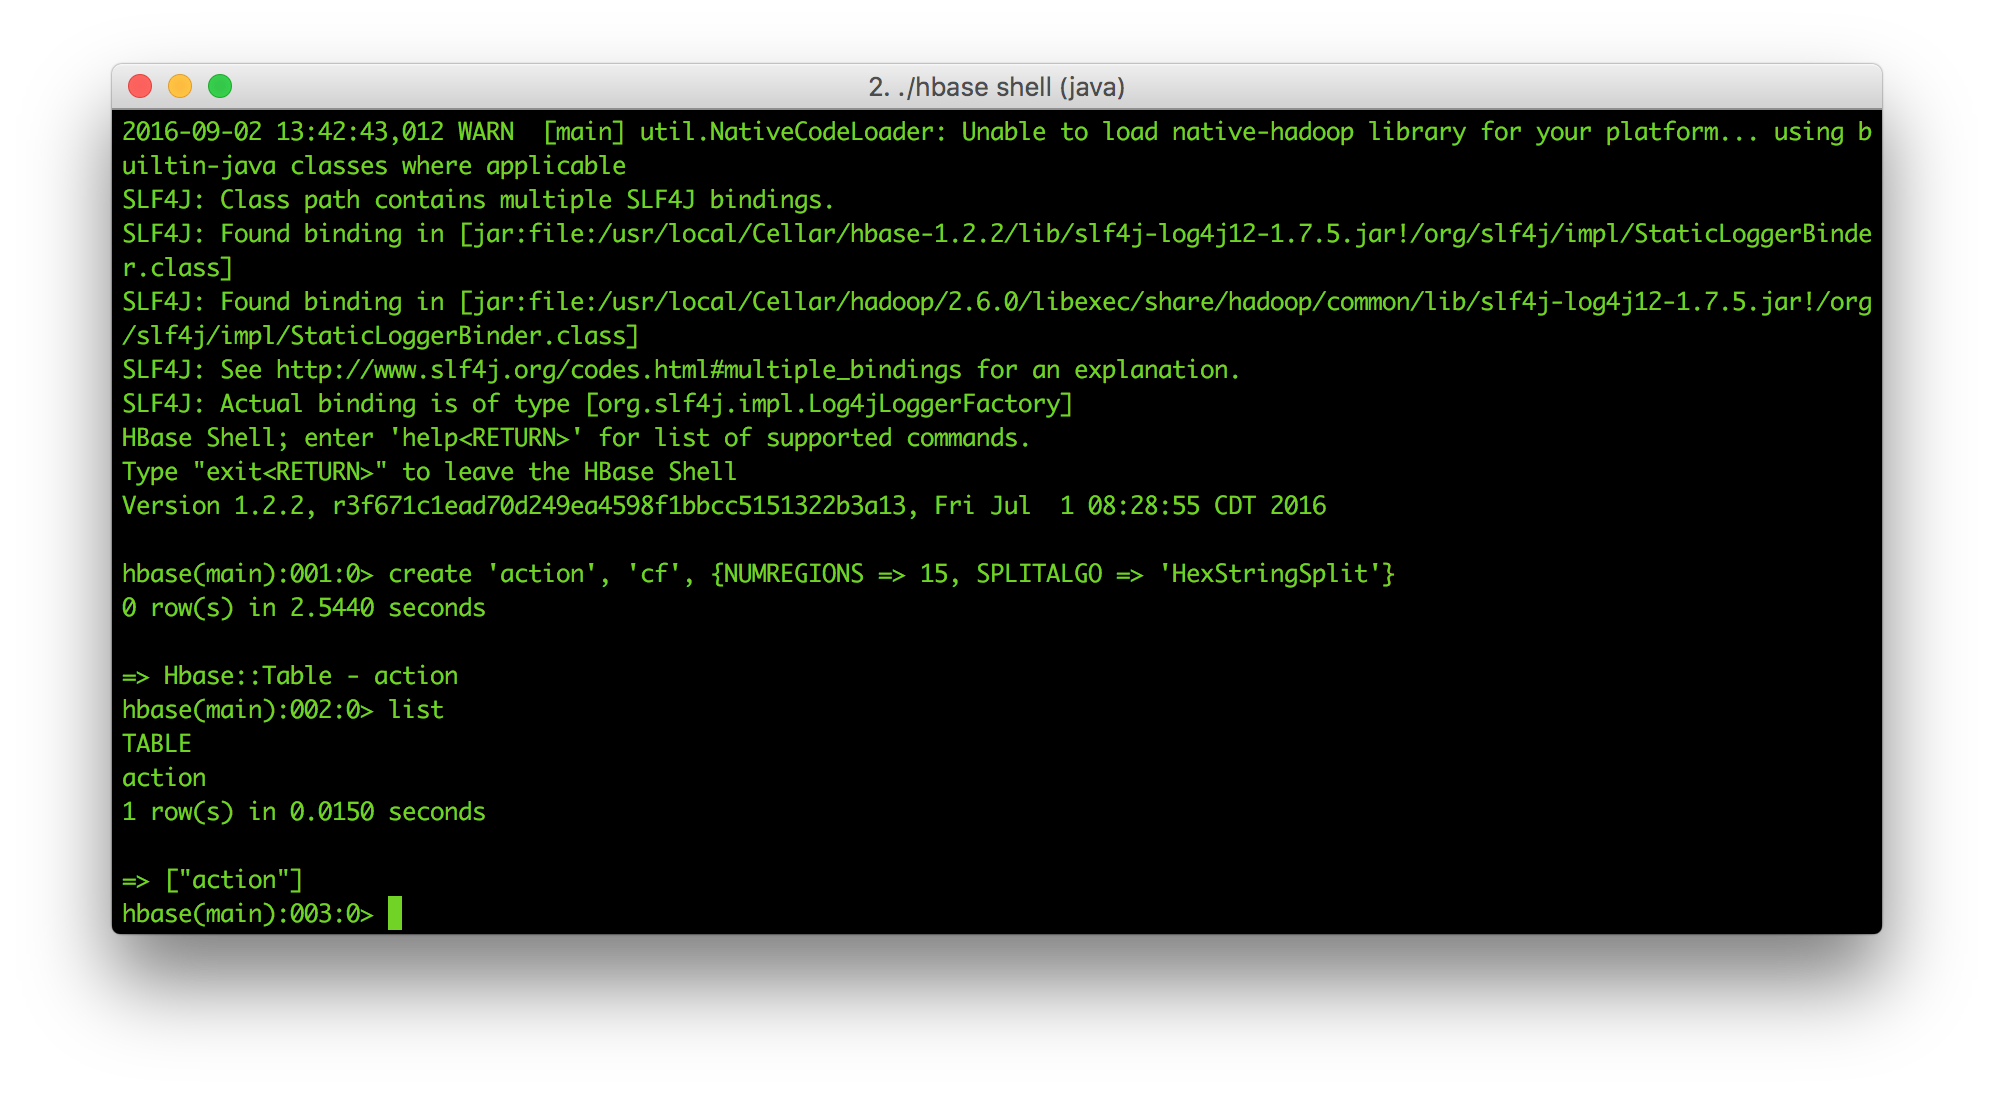 2. ./hbase shell (java)
2016-09-02 13:42:43,012 WARN  [main] util.NativeCodeLoader: Unable to load native-hadoop library for your platform... using b
uiltin-java classes where applicable
SLF4J: Class path contains multiple SLF4J bindings.
SLF4J: Found binding in [jar:file:/usr/local/Cellar/hbase-1.2.2/lib/slf4j-log4j12-1.7.5.jar!/org/slf4j/impl/StaticLoggerBinde
r.class]
SLF4J: Found binding in [jar:file:/usr/local/Cellar/hadoop/2.6.0/libexec/share/hadoop/common/lib/slf4j-log4j12-1.7.5.jar!/org
/slf4j/impl/StaticLoggerBinder.class]
SLF4J: See http://www.slf4j.org/codes.html#multiple_bindings for an explanation.
SLF4J: Actual binding is of type [org.slf4j.impl.Log4jLoggerFactory]
HBase Shell; enter 'help<RETURN>' for list of supported commands.
Type "exit<RETURN>" to leave the HBase Shell
Version 1.2.2, r3f671c1ead70d249ea4598f1bbcc5151322b3a13, Fri Jul  1 08:28:55 CDT 2016
hbase(main):001:0> create 'action', 'cf', {NUMREGIONS => 15, SPLITALGO => 'HexStringSplit'}
0 row(s) in 2.5440 seconds
=> Hbase::Table - action
hbase(main):002:0> list
TABLE
action
1 row(s) in 0.0150 seconds
=> ["action"]
hbase(main):003:0>